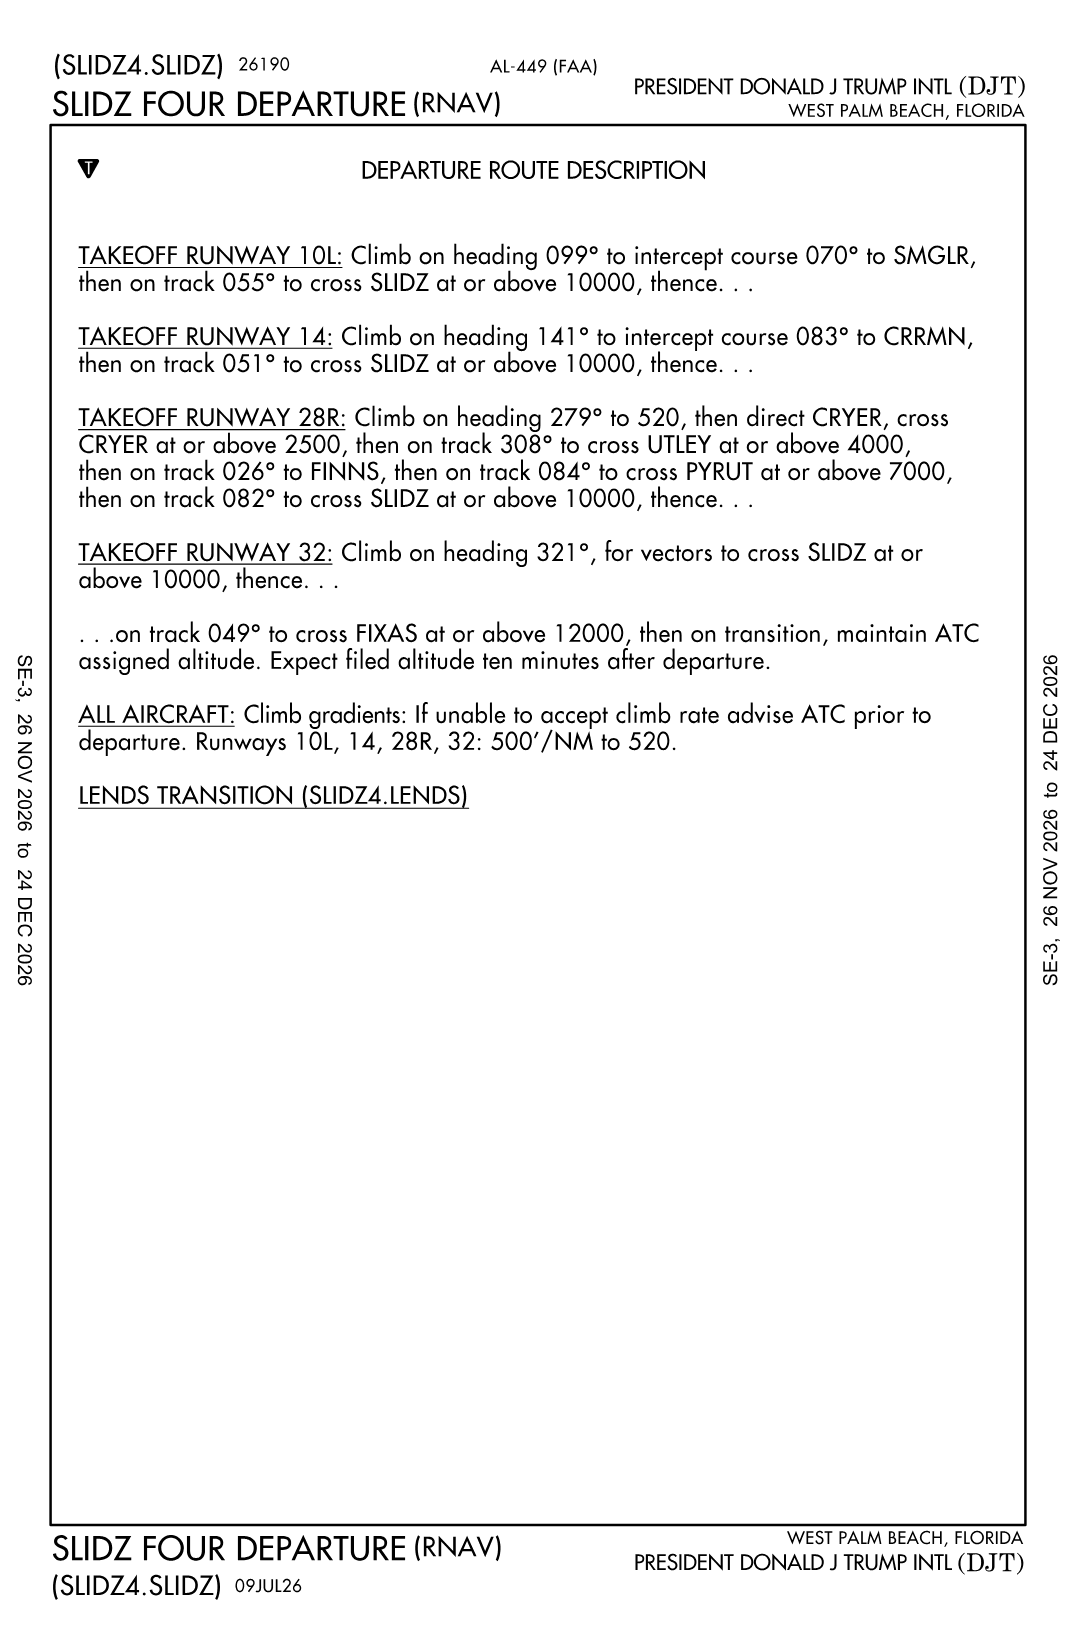 (SLIDZ4.SLIDZ) 26190
AL-449 (FAA)
SLIDZ FOUR DEPARTURE (RNAV)
PRESIDENT DONALD J TRUMP INTL (DJT)
WEST PALM BEACH, FLORIDA
T
DEPARTURE ROUTE DESCRIPTION
TAKEOFF RUNWAY 10L: Climb on heading 099° to intercept course 070° to SMGLR,
then on track 055° to cross SLIDZ at or above 10000, thence. . .
TAKEOFF RUNWAY 14: Climb on heading 141° to intercept course 083° to CRRMN,
then on track 051° to cross SLIDZ at or above 10000, thence. . .
TAKEOFF RUNWAY 28R: Climb on heading 279° to 520, then direct CRYER, cross
CRYER at or above 2500, then on track 308° to cross UTLEY at or above 4000,
then on track 026° to FINNS, then on track 084° to cross PYRUT at or above 7000,
then on track 082° to cross SLIDZ at or above 10000, thence. . .
TAKEOFF RUNWAY 32: Climb on heading 321°, for vectors to cross SLIDZ at or
above 10000, thence. . .
. . .on track 049° to cross FIXAS at or above 12000, then on transition, maintain ATC
assigned altitude. Expect filed altitude ten minutes after departure.
ALL AIRCRAFT: Climb gradients: If unable to accept climb rate advise ATC prior to
departure. Runways 10L, 14, 28R, 32: 500'/NM to 520.
LENDS TRANSITION (SLIDZ4.LENDS)
SE-3, 26 NOV 2026 to 24 DEC 2026
SE-3, 26 NOV 2026 to 24 DEC 2026
SLIDZ FOUR DEPARTURE (RNAV)
(SLIDZ4.SLIDZ) 09JUL26
WEST PALM BEACH, FLORIDA
PRESIDENT DONALD J TRUMP INTL (DJT)